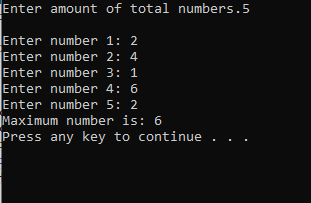 Enter amount of total numbers.5
Enter number 1: 2
Enter number 2: 4
Enter number 3: 1
Enter number 4: 6
Enter number 5: 2
Maximum number is: 6
Press any key to continue . . .